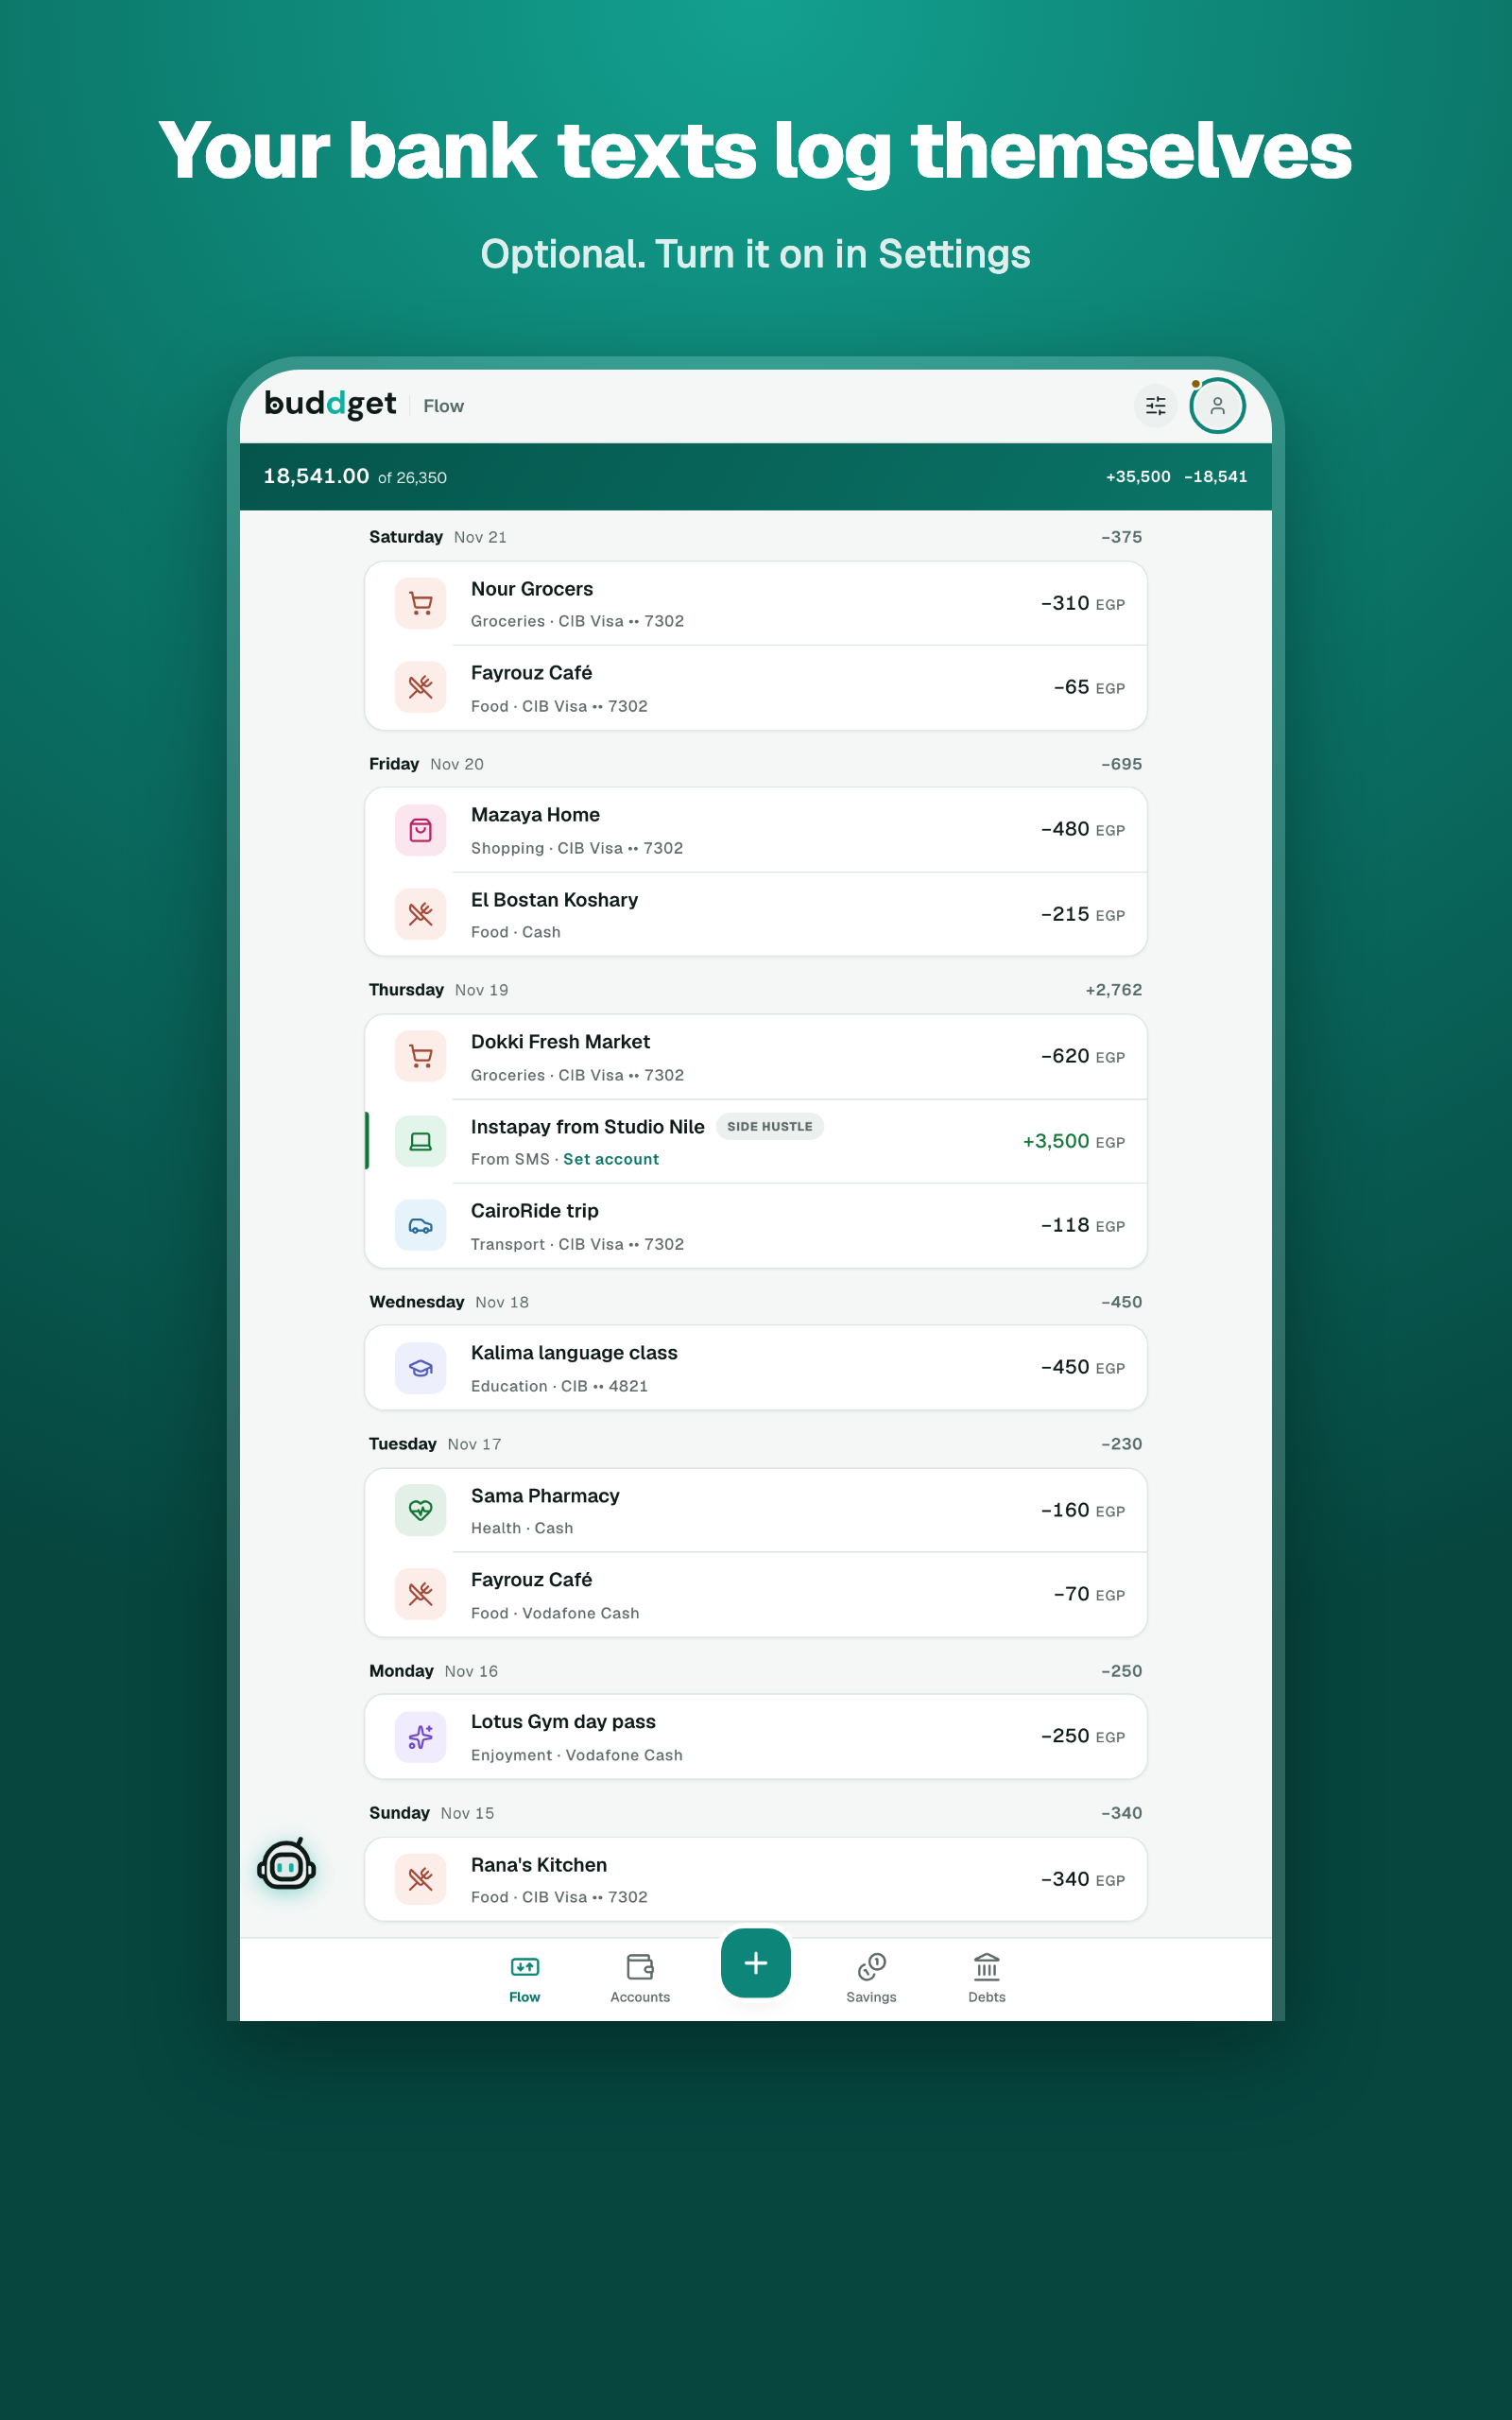 Your bank texts log themselves
Optional. Turn it on in Settings
buddget Flow
18,541.00 of 26,350 +35,500 −18,541
Saturday Nov 21 −375
Nour Grocers
Groceries · CIB Visa •• 7302
−310 EGP
Fayrouz Café
Food · CIB Visa •• 7302
−65 EGP
Friday Nov 20 −695
Mazaya Home
Shopping · CIB Visa •• 7302
−480 EGP
El Bostan Koshary
Food · Cash
−215 EGP
Thursday Nov 19 +2,762
Dokki Fresh Market
Groceries · CIB Visa •• 7302
−620 EGP
Instapay from Studio Nile SIDE HUSTLE
From SMS · Set account
+3,500 EGP
CairoRide trip
Transport · CIB Visa •• 7302
−118 EGP
Wednesday Nov 18 −450
Kalima language class
Education · CIB •• 4821
−450 EGP
Tuesday Nov 17 −230
Sama Pharmacy
Health · Cash
−160 EGP
Fayrouz Café
Food · Vodafone Cash
−70 EGP
Monday Nov 16 −250
Lotus Gym day pass
Enjoyment · Vodafone Cash
−250 EGP
Sunday Nov 15 −340
Rana's Kitchen
Food · CIB Visa •• 7302
−340 EGP
Flow Accounts Savings Debts